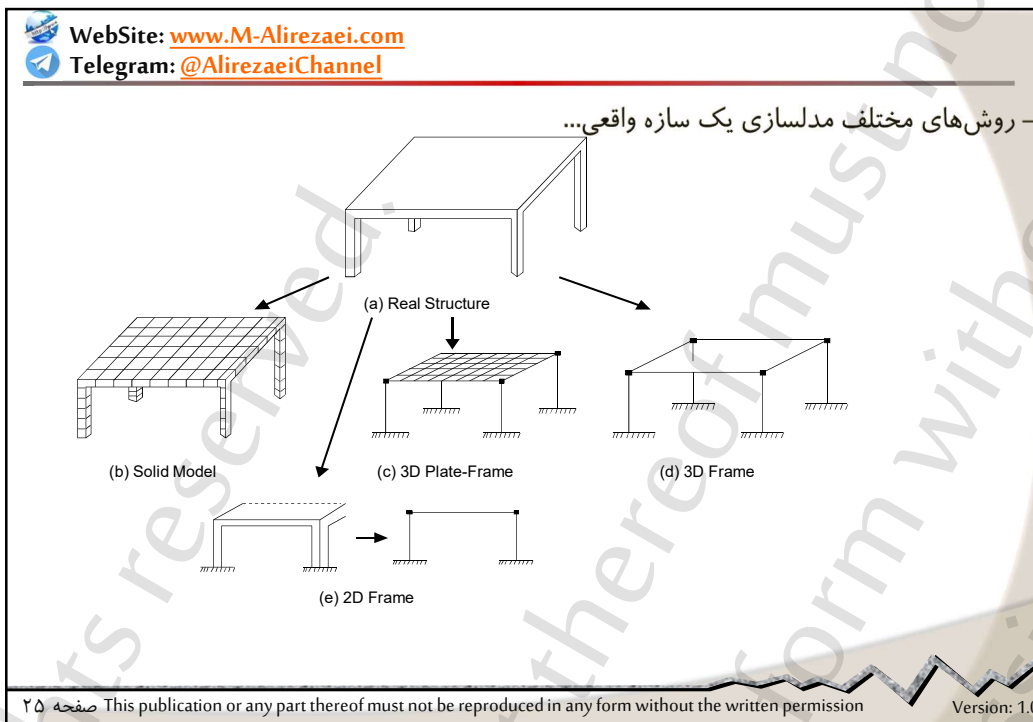 WebSite: www.M-Alirezaei.com
Telegram: @AlirezaeiChannel
– روش‌های مختلف مدلسازی یک سازه واقعی...
(a) Real Structure
(b) Solid Model
(c) 3D Plate-Frame
(d) 3D Frame
(e) 2D Frame
صفحه ۲۵ This publication or any part thereof must not be reproduced in any form without the written permission
Version: 1.0